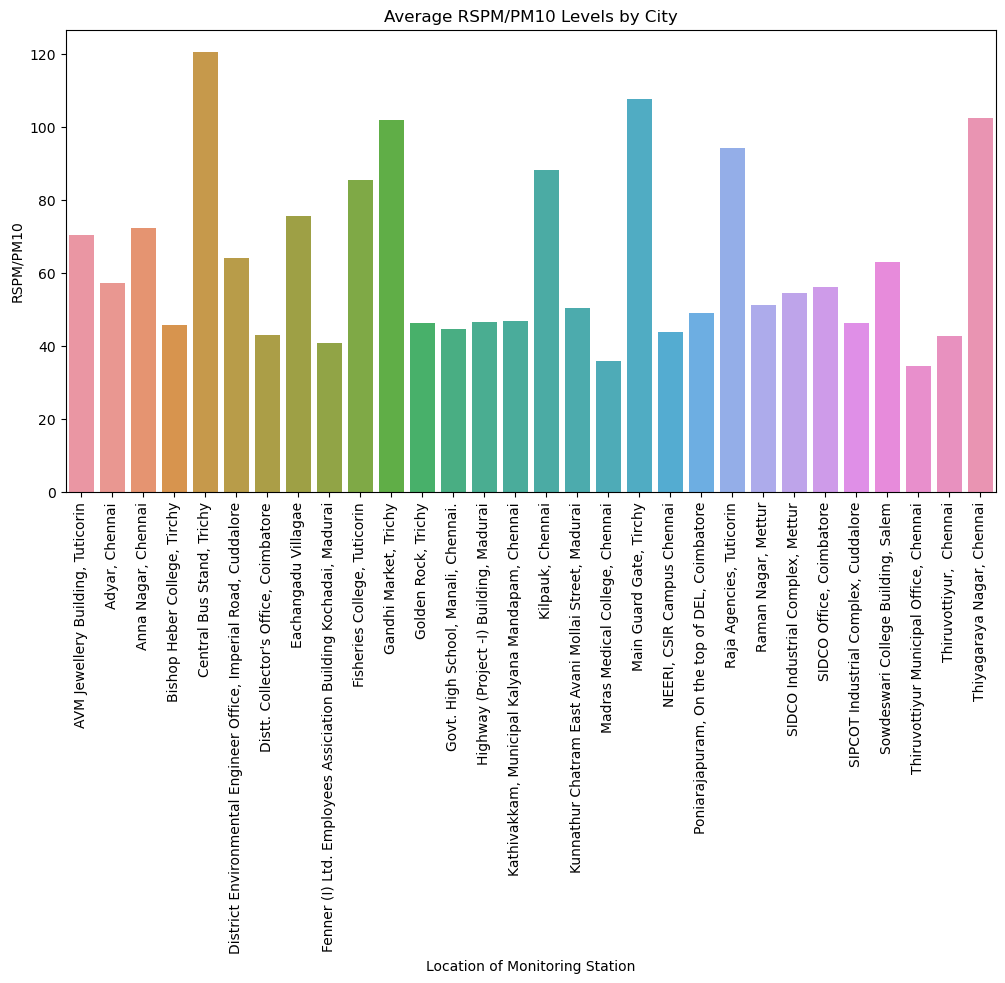 Average RSPM/PM10 Levels by City
120
100
80
60
40
20
0
RSPM/PM10
AVM Jewellery Building, Tuticorin
Adyar, Chennai
Anna Nagar, Chennai
Bishop Heber College, Tirchy
Central Bus Stand, Trichy
District Environmental Engineer Office, Imperial Road, Cuddalore
Distt. Collector's Office, Coimbatore
Eachangadu Villagae
Fenner (I) Ltd. Employees Assiciation Building Kochadai, Madurai
Fisheries College, Tuticorin
Gandhi Market, Trichy
Golden Rock, Trichy
Govt. High School, Manali, Chennai.
Highway (Project -I) Building, Madurai
Kathivakkam, Municipal Kalyana Mandapam, Chennai
Kilpauk, Chennai
Kunnathur Chatram East Avani Mollai Street, Madurai
Madras Medical College, Chennai
Main Guard Gate, Tirchy
NEERI, CSIR Campus Chennai
Poniarajapuram, On the top of DEL, Coimbatore
Raja Agencies, Tuticorin
Raman Nagar, Mettur
SIDCO Industrial Complex, Mettur
SIDCO Office, Coimbatore
SIPCOT Industrial Complex, Cuddalore
Sowdeswari College Building, Salem
Thiruvottiyur Municipal Office, Chennai
Thiruvottiyur, Chennai
Thiyagaraya Nagar, Chennai
Location of Monitoring Station